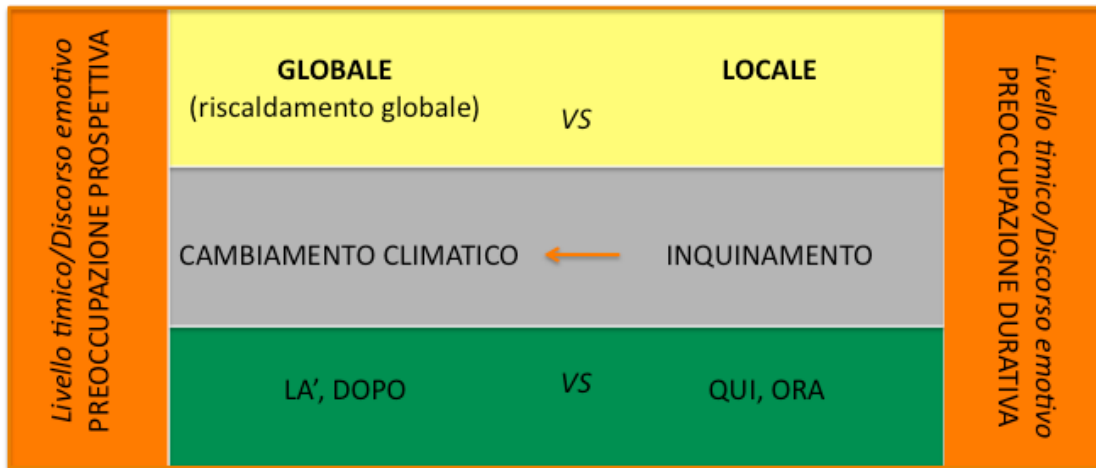 Livello timico/Discorso emotivo
PREOCCUPAZIONE PROSPETTIVA
GLOBALE
(riscaldamento globale)
VS
LOCALE
CAMBIAMENTO CLIMATICO
INQUINAMENTO
LA’, DOPO
VS
QUI, ORA
Livello timico/Discorso emotivo
PREOCCUPAZIONE DURATIVA